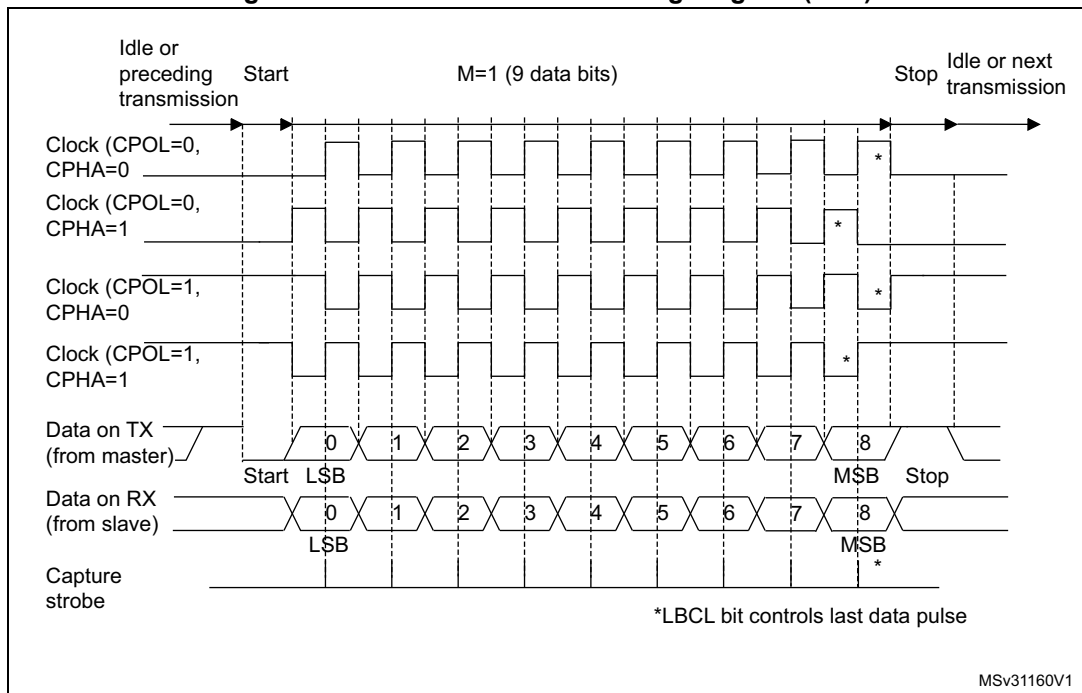 Idle or
preceding
transmission
Start
M=1 (9 data bits)
Stop
Idle or next
transmission
Clock (CPOL=0,
CPHA=0
*
Clock (CPOL=0,
CPHA=1
*
Clock (CPOL=1,
CPHA=0
*
Clock (CPOL=1,
CPHA=1
*
Data on TX
(from master)
0 1 2 3 4 5 6 7 8
Start LSB MSB Stop
Data on RX
(from slave)
0 1 2 3 4 5 6 7 8
LSB MSB
*
Capture
strobe
*LBCL bit controls last data pulse
MSv31160V1